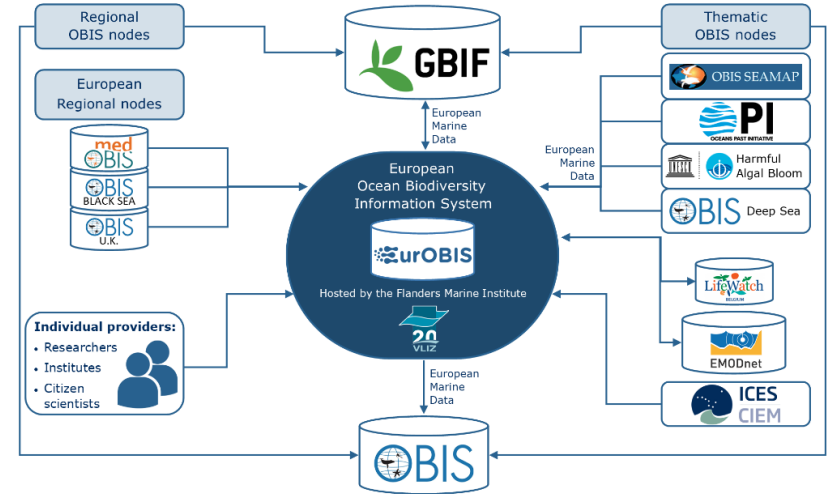 Regional
OBIS nodes
Thematic
OBIS nodes
GBIF
European
Regional nodes
OBIS SEAMAP
European
Marine
Data
PI
OCEANS PAST INITIATIVE
med
OBIS
OBIS
BLACK SEA
OBIS
U.K.
European
Marine
Data
Harmful
Algal Bloom
OBIS Deep Sea
European
Ocean Biodiversity
Information System
EurOBIS
Hosted by the Flanders Marine Institute
20
VLIZ
LifeWatch
BELGIUM
EMODnet
Individual providers:
• Researchers
• Institutes
• Citizen
scientists
European
Marine
Data
ICES
CIEM
OBIS